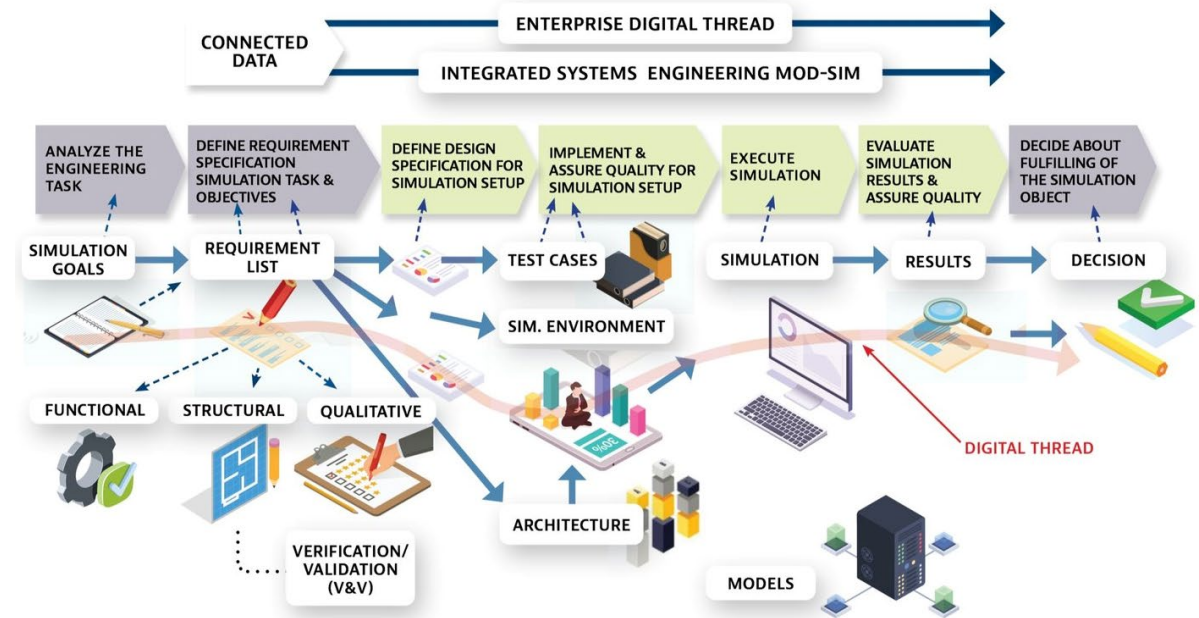 CONNECTED
DATA
ENTERPRISE DIGITAL THREAD
INTEGRATED SYSTEMS ENGINEERING MOD-SIM
ANALYZE THE
ENGINEERING
TASK
DEFINE REQUIREMENT
SPECIFICATION
SIMULATION TASK &
OBJECTIVES
DEFINE DESIGN
SPECIFICATION FOR
SIMULATION SETUP
IMPLEMENT &
ASSURE QUALITY FOR
SIMULATION SETUP
EXECUTE
SIMULATION
EVALUATE
SIMULATION
RESULTS &
ASSURE QUALITY
DECIDE ABOUT
FULFILLING OF
THE SIMULATION
OBJECT
SIMULATION
GOALS
REQUIREMENT
LIST
TEST CASES
SIMULATION
RESULTS
DECISION
SIM. ENVIRONMENT
FUNCTIONAL
STRUCTURAL
QUALITATIVE
30%
DIGITAL THREAD
ARCHITECTURE
VERIFICATION/
VALIDATION
(V&V)
MODELS